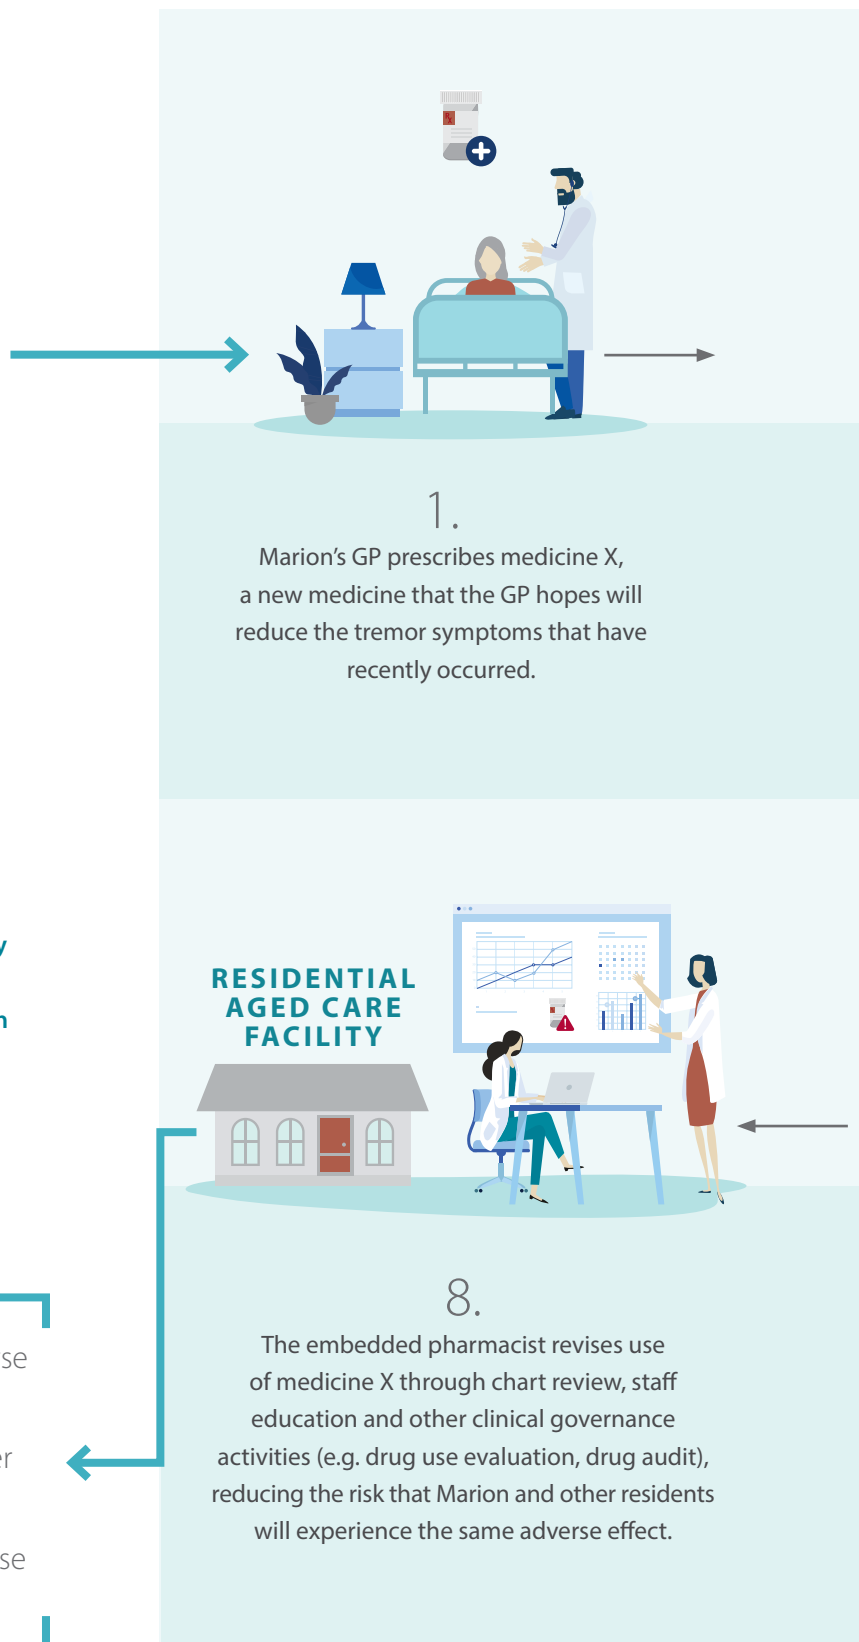 1.
Marion’s GP prescribes medicine X,
a new medicine that the GP hopes will
reduce the tremor symptoms that have
recently occurred.
RESIDENTIAL
AGED CARE
FACILITY
8.
The embedded pharmacist revises use
of medicine X through chart review, staff
education and other clinical governance
activities (e.g. drug use evaluation, drug audit),
reducing the risk that Marion and other residents
will experience the same adverse effect.